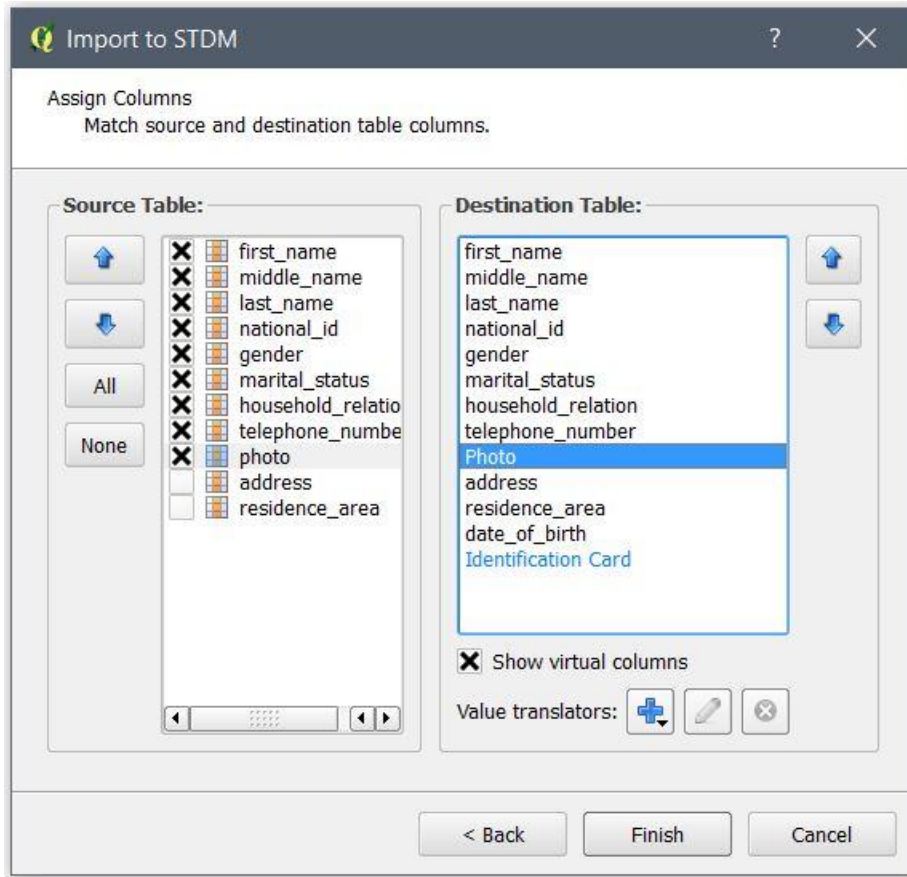 Import to STDM
Assign Columns
Match source and destination table columns.
Source Table:
All
None
first_name
middle_name
last_name
national_id
gender
marital_status
household_relatio
telephone_numbe
photo
address
residence_area
Destination Table:
first_name
middle_name
last_name
national_id
gender
marital_status
household_relation
telephone_number
Photo
address
residence_area
date_of_birth
Identification Card
Show virtual columns
Value translators:
< Back
Finish
Cancel